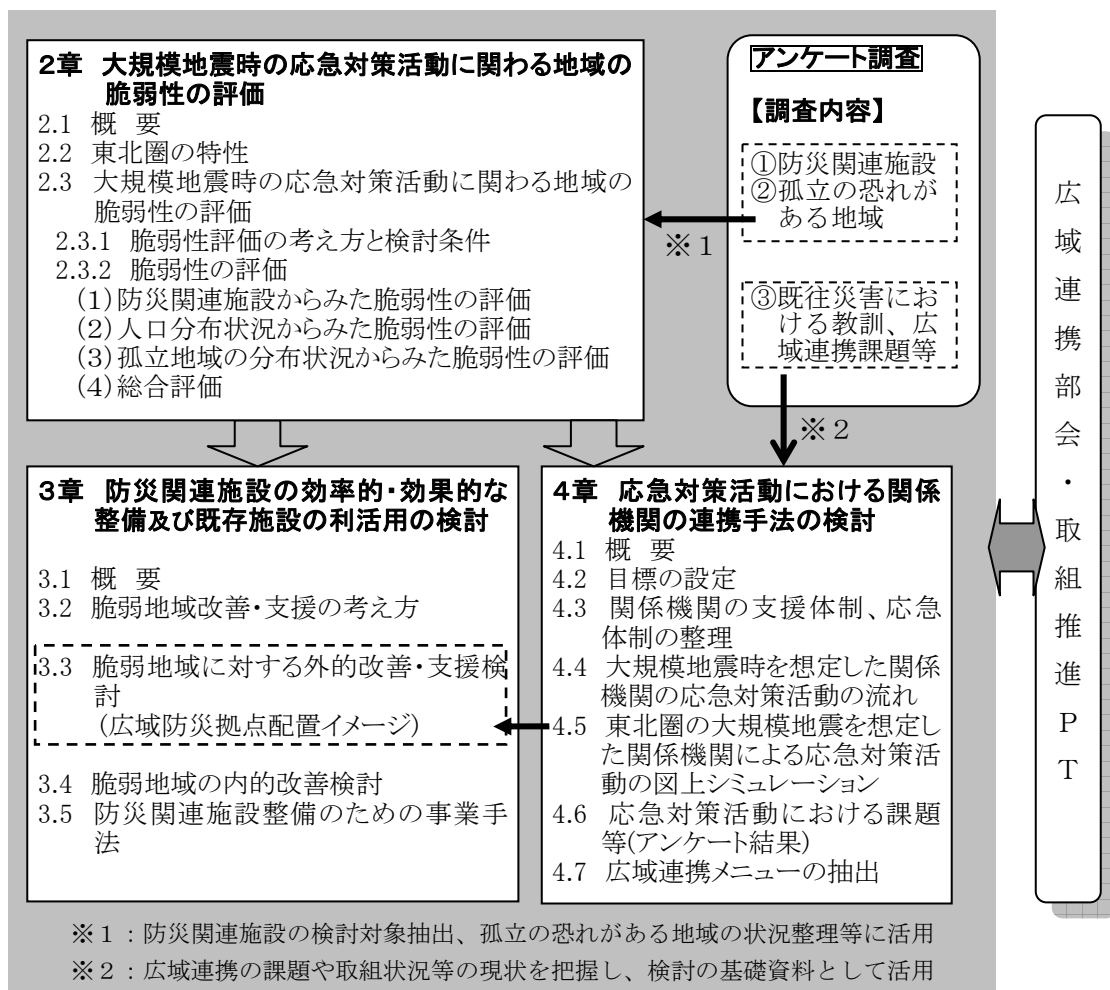 2章 大規模地震時の応急対策活動に関わる地域の
脆弱性の評価
2.1 概 要
2.2 東北圏の特性
2.3 大規模地震時の応急対策活動に関わる地域の
脆弱性の評価
2.3.1 脆弱性評価の考え方と検討条件
2.3.2 脆弱性の評価
(1)防災関連施設からみた脆弱性の評価
(2)人口分布状況からみた脆弱性の評価
(3)孤立地域の分布状況からみた脆弱性の評価
(4)総合評価
アンケート調査
【調査内容】
①防災関連施設
②孤立の恐れが
ある地域
※1
③既往災害にお
ける教訓、広
域連携課題等
※2
3章 防災関連施設の効率的・効果的な
整備及び既存施設の利活用の検討
3.1 概 要
3.2 脆弱地域改善・支援の考え方
3.3 脆弱地域に対する外的改善・支援検
討
(広域防災拠点配置イメージ)
3.4 脆弱地域の内的改善検討
3.5 防災関連施設整備のための事業手
法
4章 応急対策活動における関係
機関の連携手法の検討
4.1 概 要
4.2 目標の設定
4.3 関係機関の支援体制、応急
体制の整理
4.4 大規模地震時を想定した関係
機関の応急対策活動の流れ
4.5 東北圏の大規模地震を想定し
た関係機関による応急対策活
動の図上シミュレーション
4.6 応急対策活動における課題
等(アンケート結果)
4.7 広域連携メニューの抽出
広域連携部会・取組推進PT
※1:防災関連施設の検討対象抽出、孤立の恐れがある地域の状況整理等に活用
※2:広域連携の課題や取組状況等の現状を把握し、検討の基礎資料として活用